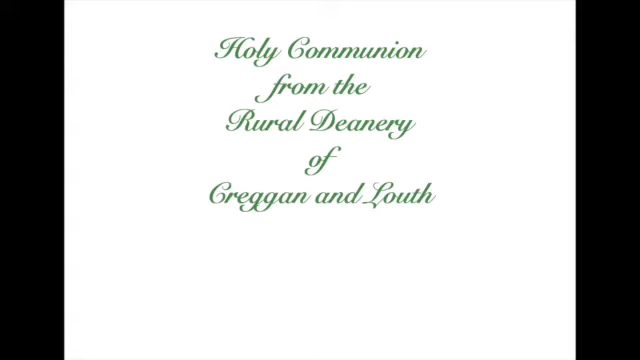 Holy Communion
from the
Rural Deanery
of
Creggan and Louth